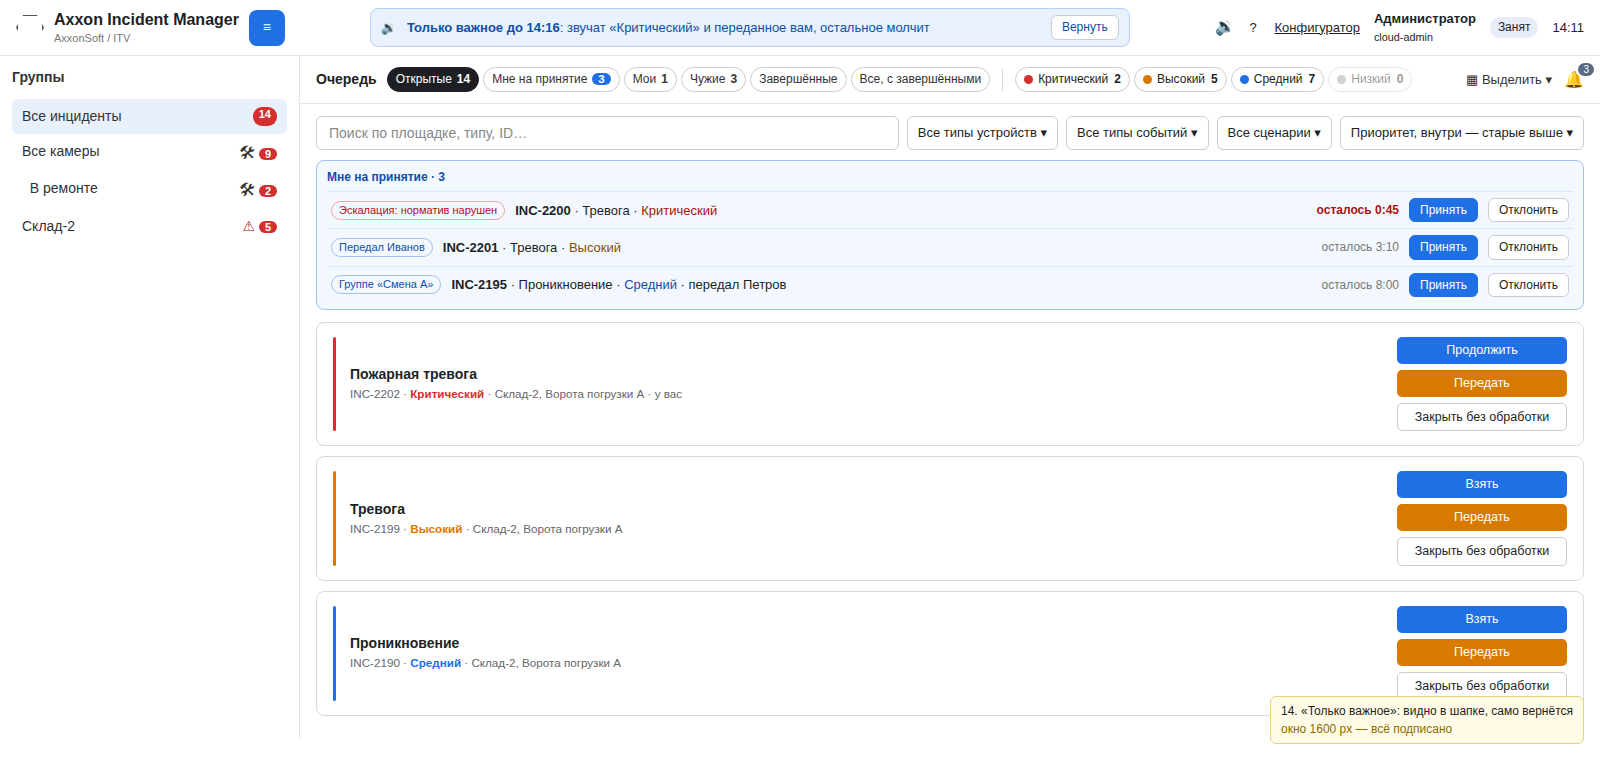 Axxon Incident Manager
AxxonSoft / ITV
Только важное до 14:16: звучат «Критический» и переданное вам, остальное молчит
Вернуть
?
Конфигуратор
Администратор
cloud-admin
Занят
14:11
Группы
Все инциденты 14
Все камеры 9
В ремонте 2
Склад-2 5
Очередь
Открытые 14
Мне на принятие 3
Мои 1
Чужие 3
Завершённые
Все, с завершёнными
Критический 2
Высокий 5
Средний 7
Низкий 0
Выделить ▾
3
Поиск по площадке, типу, ID…
Все типы устройств ▾
Все типы событий ▾
Все сценарии ▾
Приоритет, внутри — старые выше ▾
Мне на принятие · 3
Эскалация: норматив нарушен INC-2200 · Тревога · Критический осталось 0:45 Принять Отклонить
Передал Иванов INC-2201 · Тревога · Высокий осталось 3:10 Принять Отклонить
Группе «Смена А» INC-2195 · Проникновение · Средний · передал Петров осталось 8:00 Принять Отклонить
Пожарная тревога
INC-2202 · Критический · Склад-2, Ворота погрузки А · у вас
Продолжить
Передать
Закрыть без обработки
Тревога
INC-2199 · Высокий · Склад-2, Ворота погрузки А
Взять
Передать
Закрыть без обработки
Проникновение
INC-2190 · Средний · Склад-2, Ворота погрузки А
Взять
Передать
Закрыть без обработки
14. «Только важное»: видно в шапке, само вернётся
окно 1600 px — всё подписано